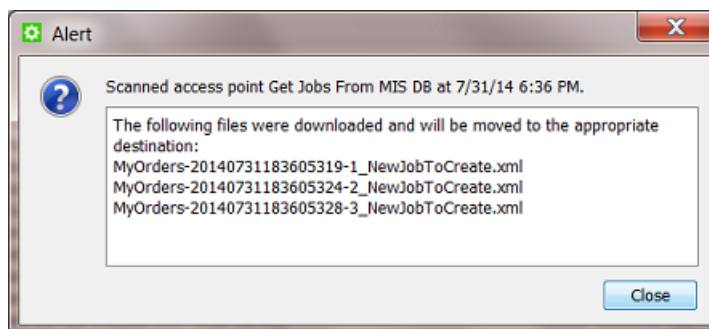 Alert
Scanned access point Get Jobs From MIS DB at 7/31/14 6:36 PM.
The following files were downloaded and will be moved to the appropriate
destination:
MyOrders-20140731183605319-1_NewJobToCreate.xml
MyOrders-20140731183605324-2_NewJobToCreate.xml
MyOrders-20140731183605328-3_NewJobToCreate.xml
Close